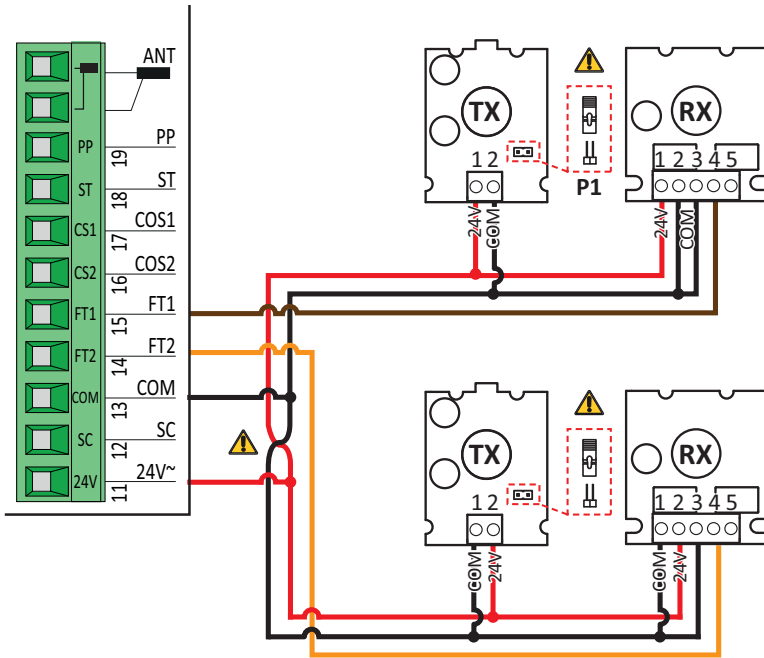 ANT
PP 19 PP
ST 18 ST
CS1 17 COS1
CS2 16 COS2
FT1 15 FT1
FT2 14 FT2
COM 13 COM
SC 12 SC
24V 11 24V~
TX
1 2
24V COM
P1
RX
1 2 3 4 5
24V COM
TX
1 2
COM 24V
RX
1 2 3 4 5
COM 24V